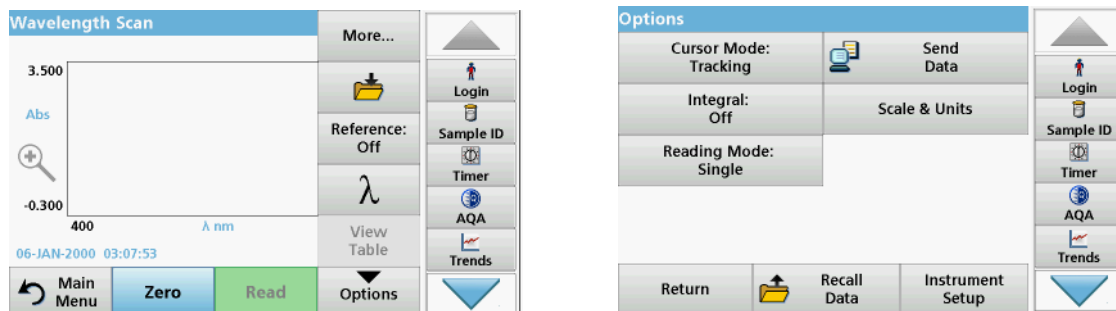 Wavelength Scan
More...
3.500
Abs
Reference:
Off
λ
-0.300
400
λ nm
View
Table
06-JAN-2000 03:07:53
Main
Menu
Zero
Read
Options
Login
Sample ID
Timer
AQA
Trends
Options
Cursor Mode:
Tracking
Send
Data
Integral:
Off
Scale & Units
Reading Mode:
Single
Return
Recall
Data
Instrument
Setup
Login
Sample ID
Timer
AQA
Trends